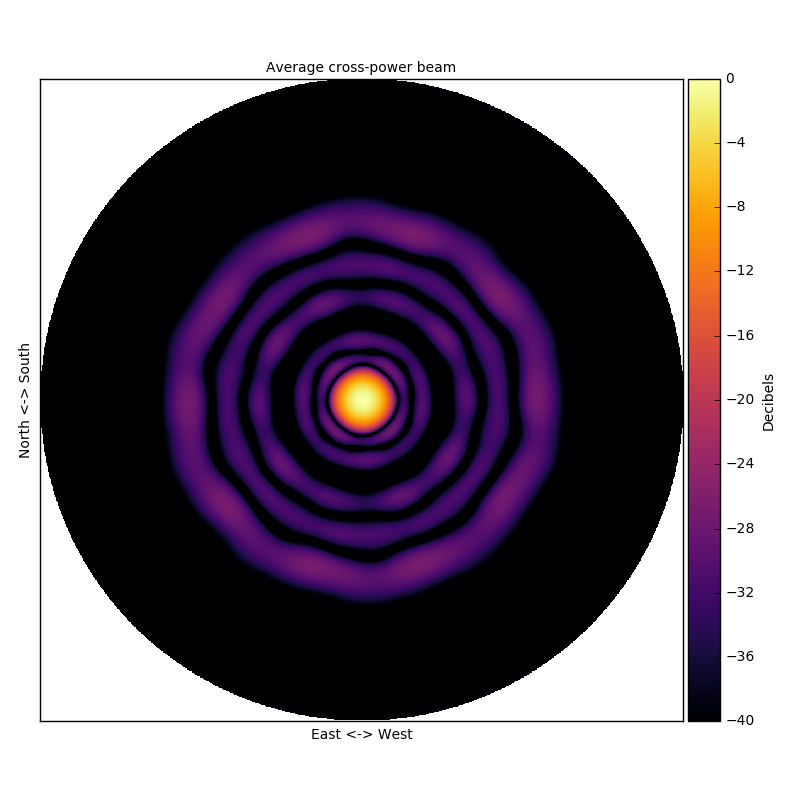 Average cross-power beam
North <-> South
East <-> West
0
−4
−8
−12
−16
−20
−24
−28
−32
−36
−40
Decibels